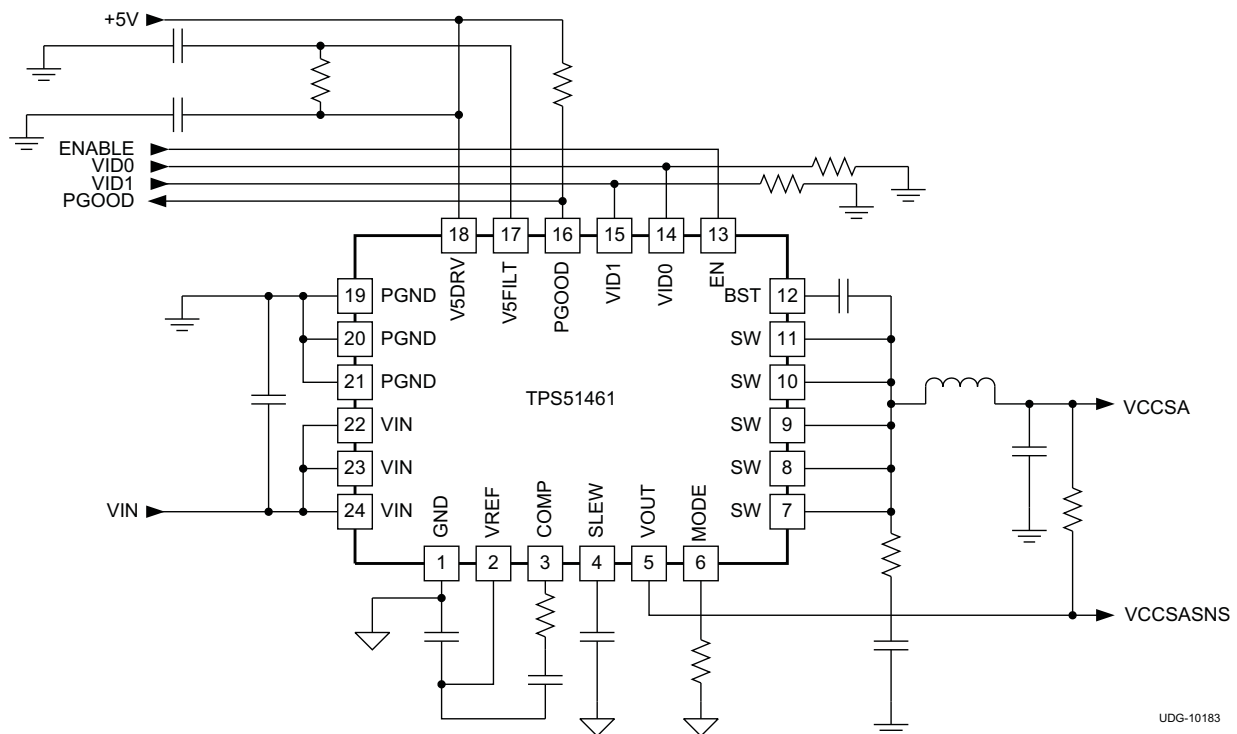 +5V
ENABLE
VID0
VID1
PGOOD
18
17
16
15
14
13
V5DRV
V5FILT
PGOOD
VID1
VID0
EN
19 PGND
20 PGND
21 PGND
22 VIN
23 VIN
24 VIN
VIN
TPS51461
BST 12
SW 11
SW 10
SW 9
SW 8
SW 7
VCCSA
VCCSASNS
GND
VREF
COMP
SLEW
VOUT
MODE
1
2
3
4
5
6
UDG-10183